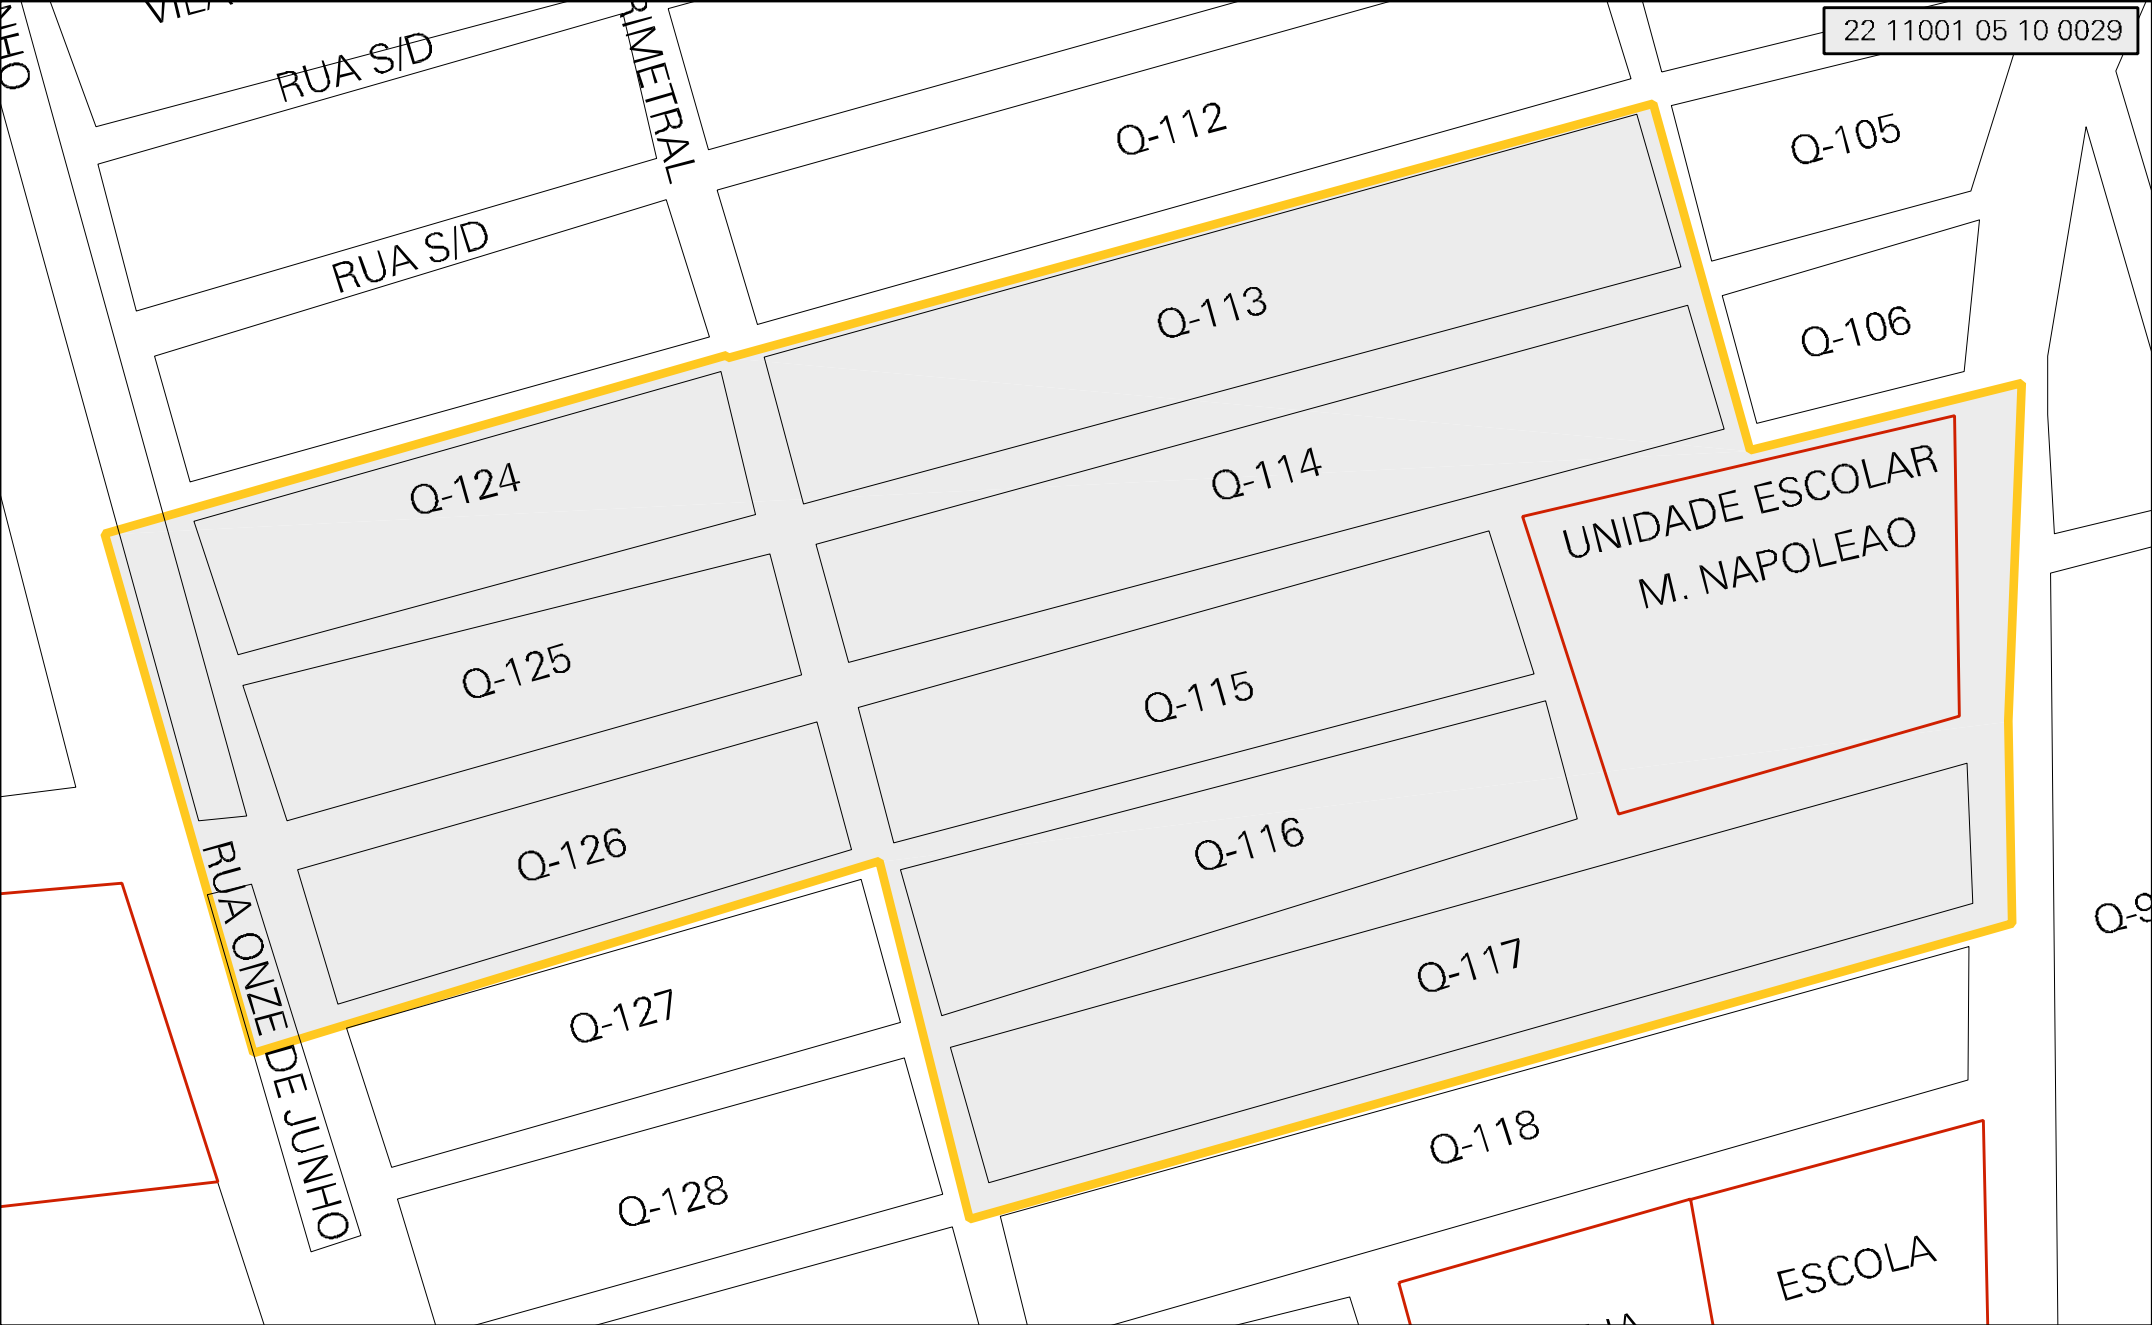 22 11001 05 10 0029
RUA S/D
Q-112
Q-105
RUA S/D
Q-113
Q-106
Q-124
Q-114
UNIDADE ESCOLAR
M. NAPOLEAO
Q-125
Q-115
Q-126
Q-116
Q-117
Q-127
RUA ONZE DE JUNHO
Q-118
Q-128
ESCOLA